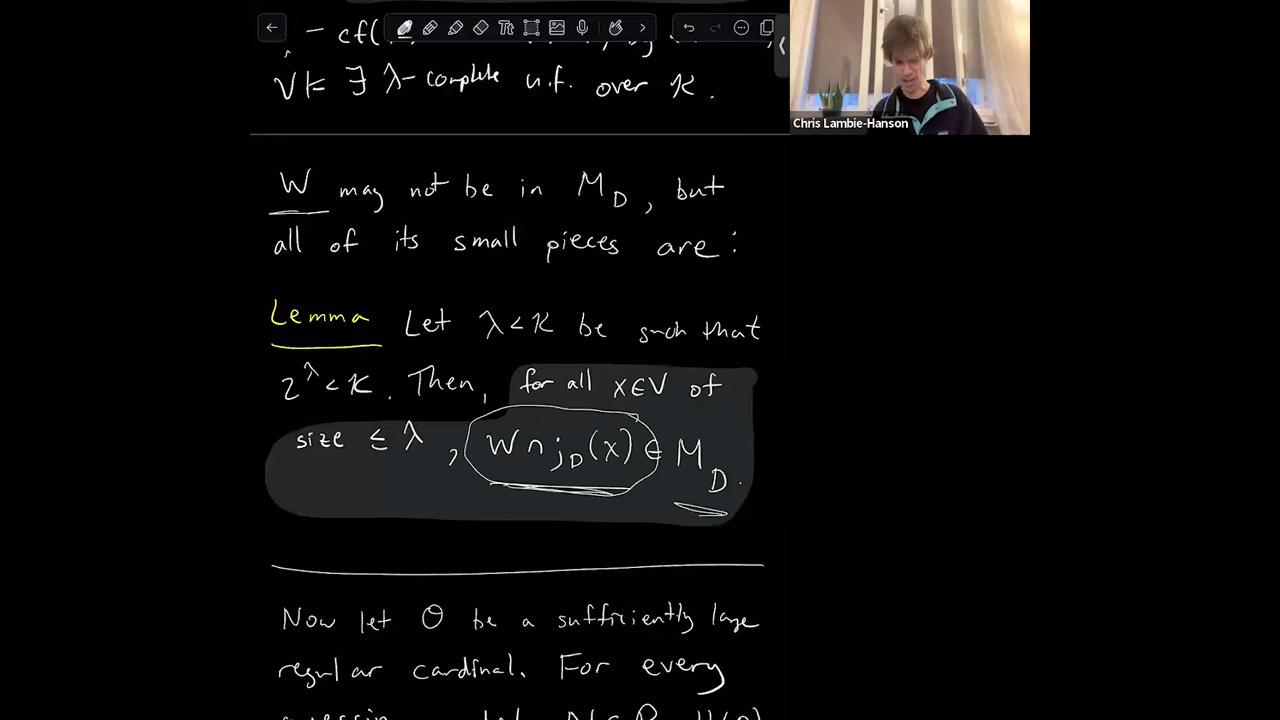 cf(
V ⊨ ∃ λ-complete u.f. over κ.
Chris Lambie-Hanson
W may not be in M_D, but
all of its small pieces are:
Lemma Let λ<κ be such that
2^λ<κ. Then, for all x∈V of
size ≤ λ, W∩j_D(x) ∈ M_D.
Now let θ be a sufficiently large
regular cardinal. For every